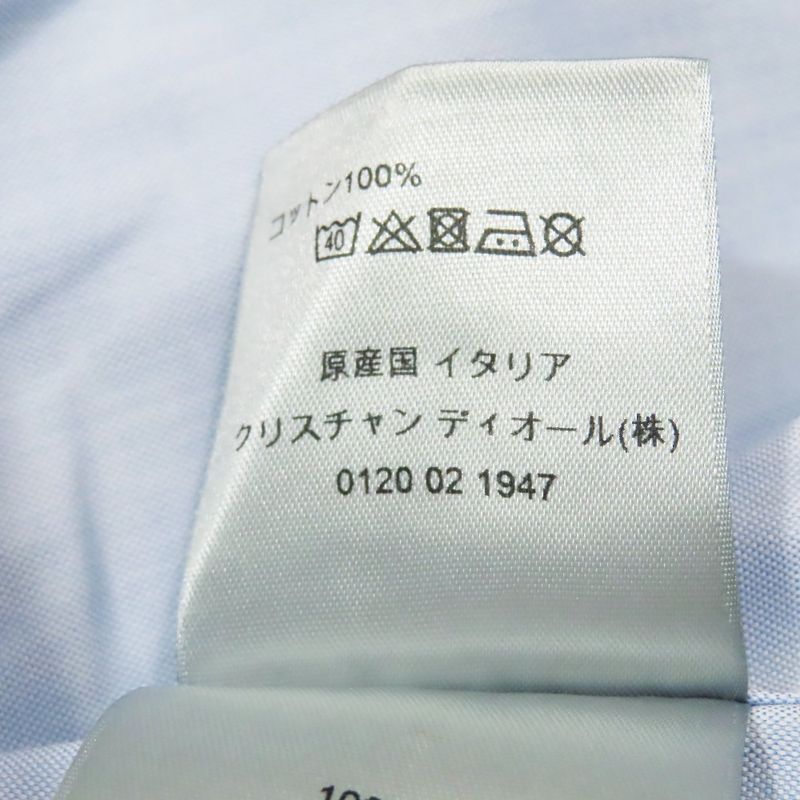 コットン100%
40
原産国 イタリア
クリスチャン ディオール(株)
0120 02 1947